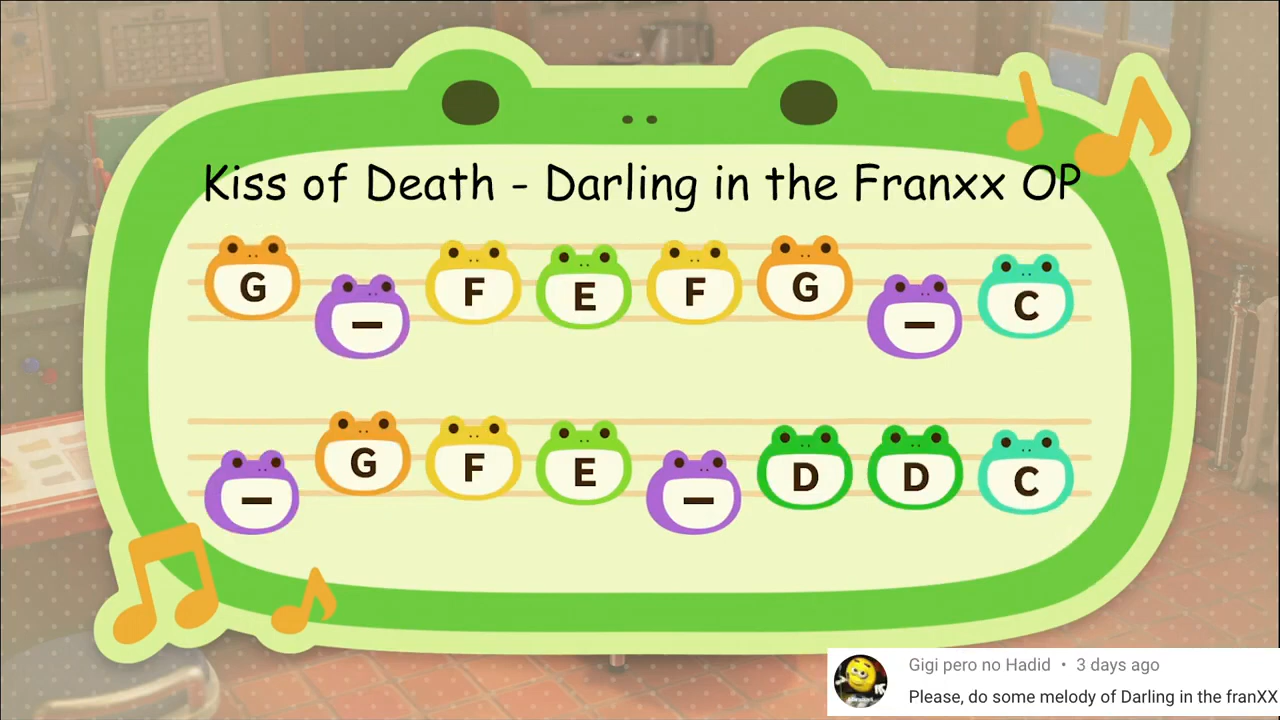 Kiss of Death - Darling in the Franxx OP
G – F E F G – C
– G F E – D D C
Gigi pero no Hadid • 3 days ago
Please, do some melody of Darling in the franXX